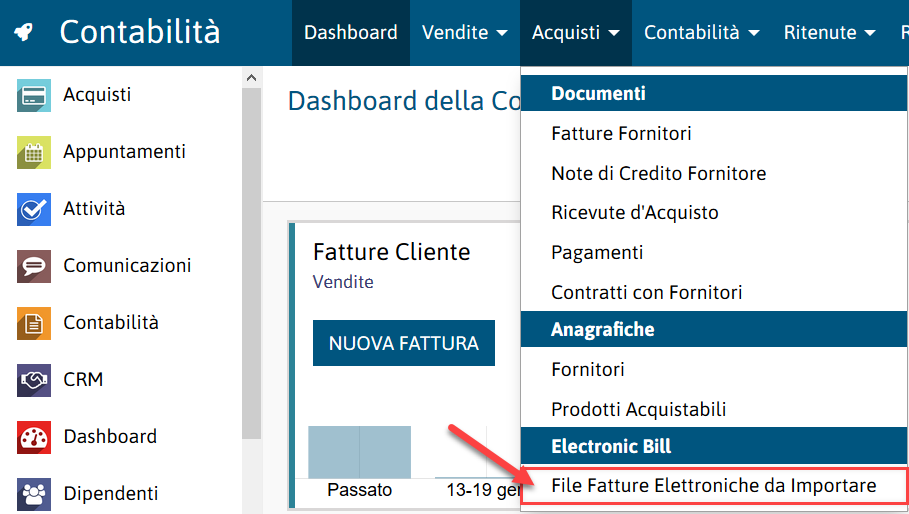 Contabilità
Dashboard
Vendite
Acquisti
Contabilità
Ritenute
Acquisti
Appuntamenti
Attività
Comunicazioni
Contabilità
CRM
Dashboard
Dipendenti
Dashboard della Co
Fatture Cliente
Vendite
NUOVA FATTURA
Passato
13-19 ge
Documenti
Fatture Fornitori
Note di Credito Fornitore
Ricevute d'Acquisto
Pagamenti
Contratti con Fornitori
Anagrafiche
Fornitori
Prodotti Acquistabili
Electronic Bill
File Fatture Elettroniche da Importare